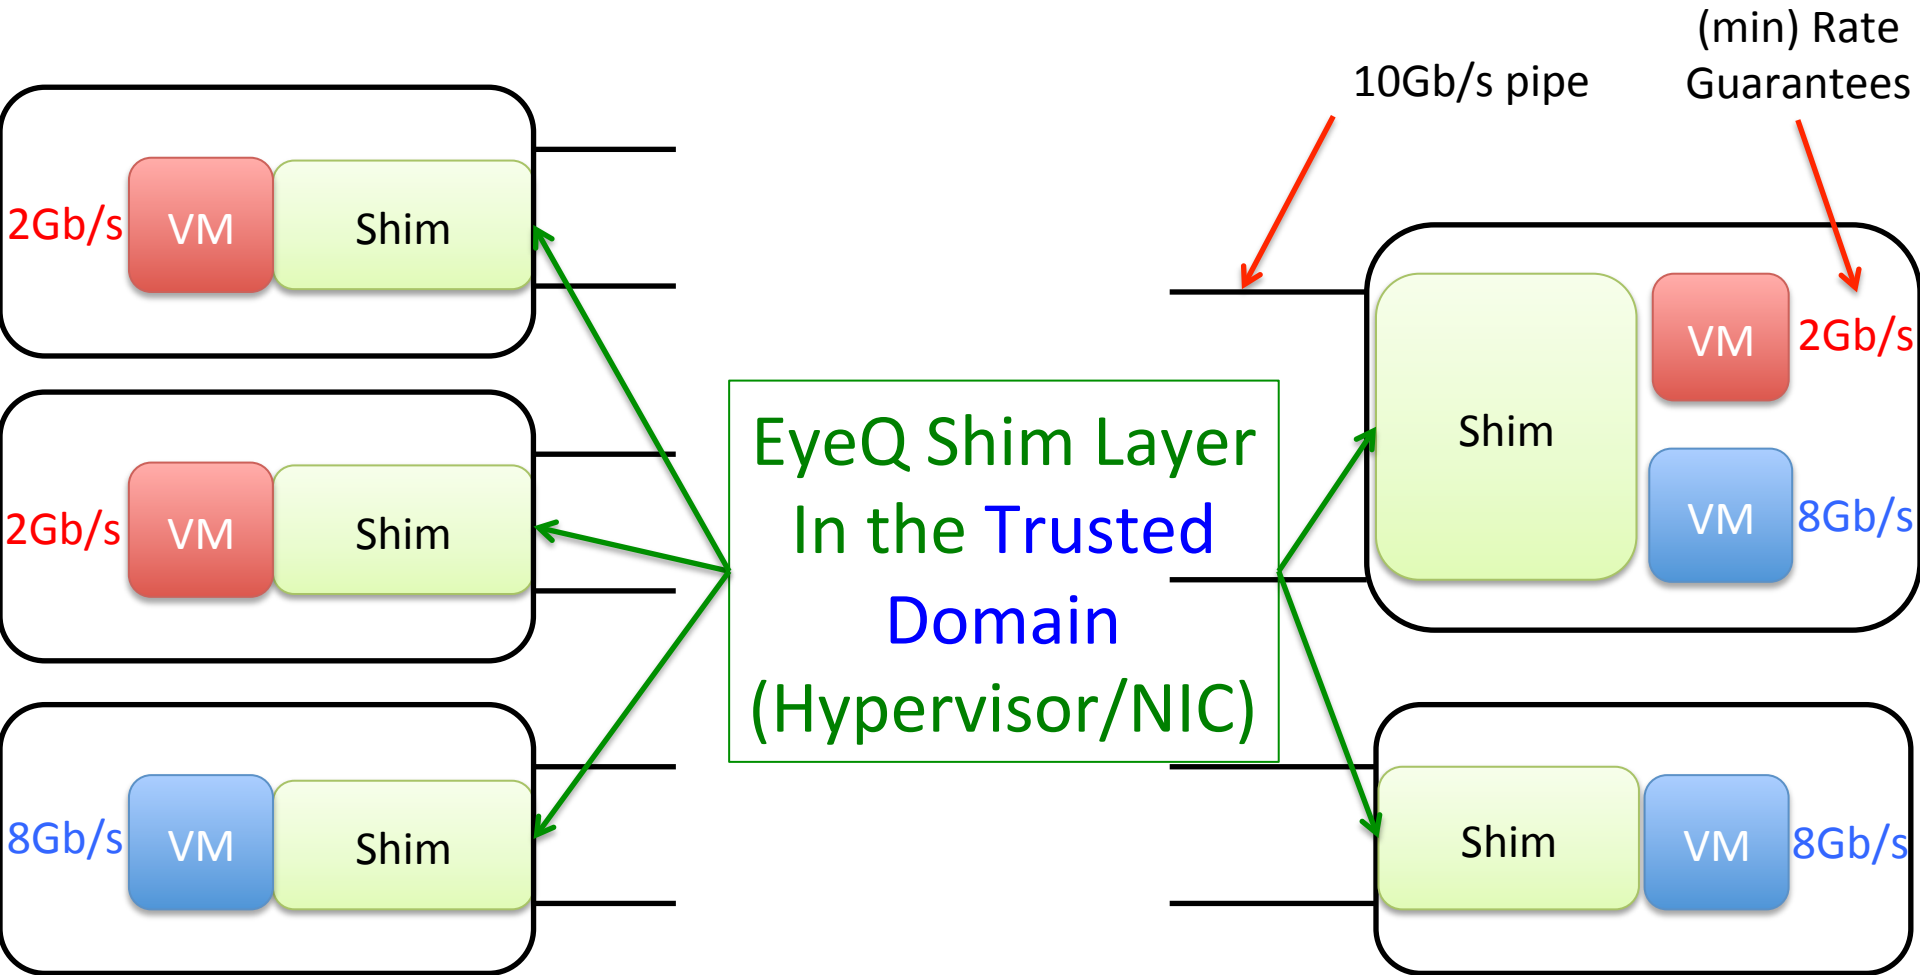 (min) Rate
Guarantees
10Gb/s pipe
2Gb/s VM Shim
2Gb/s VM Shim
8Gb/s VM Shim
EyeQ Shim Layer
In the Trusted
Domain
(Hypervisor/NIC)
Shim
VM 2Gb/s
VM 8Gb/s
Shim VM 8Gb/s